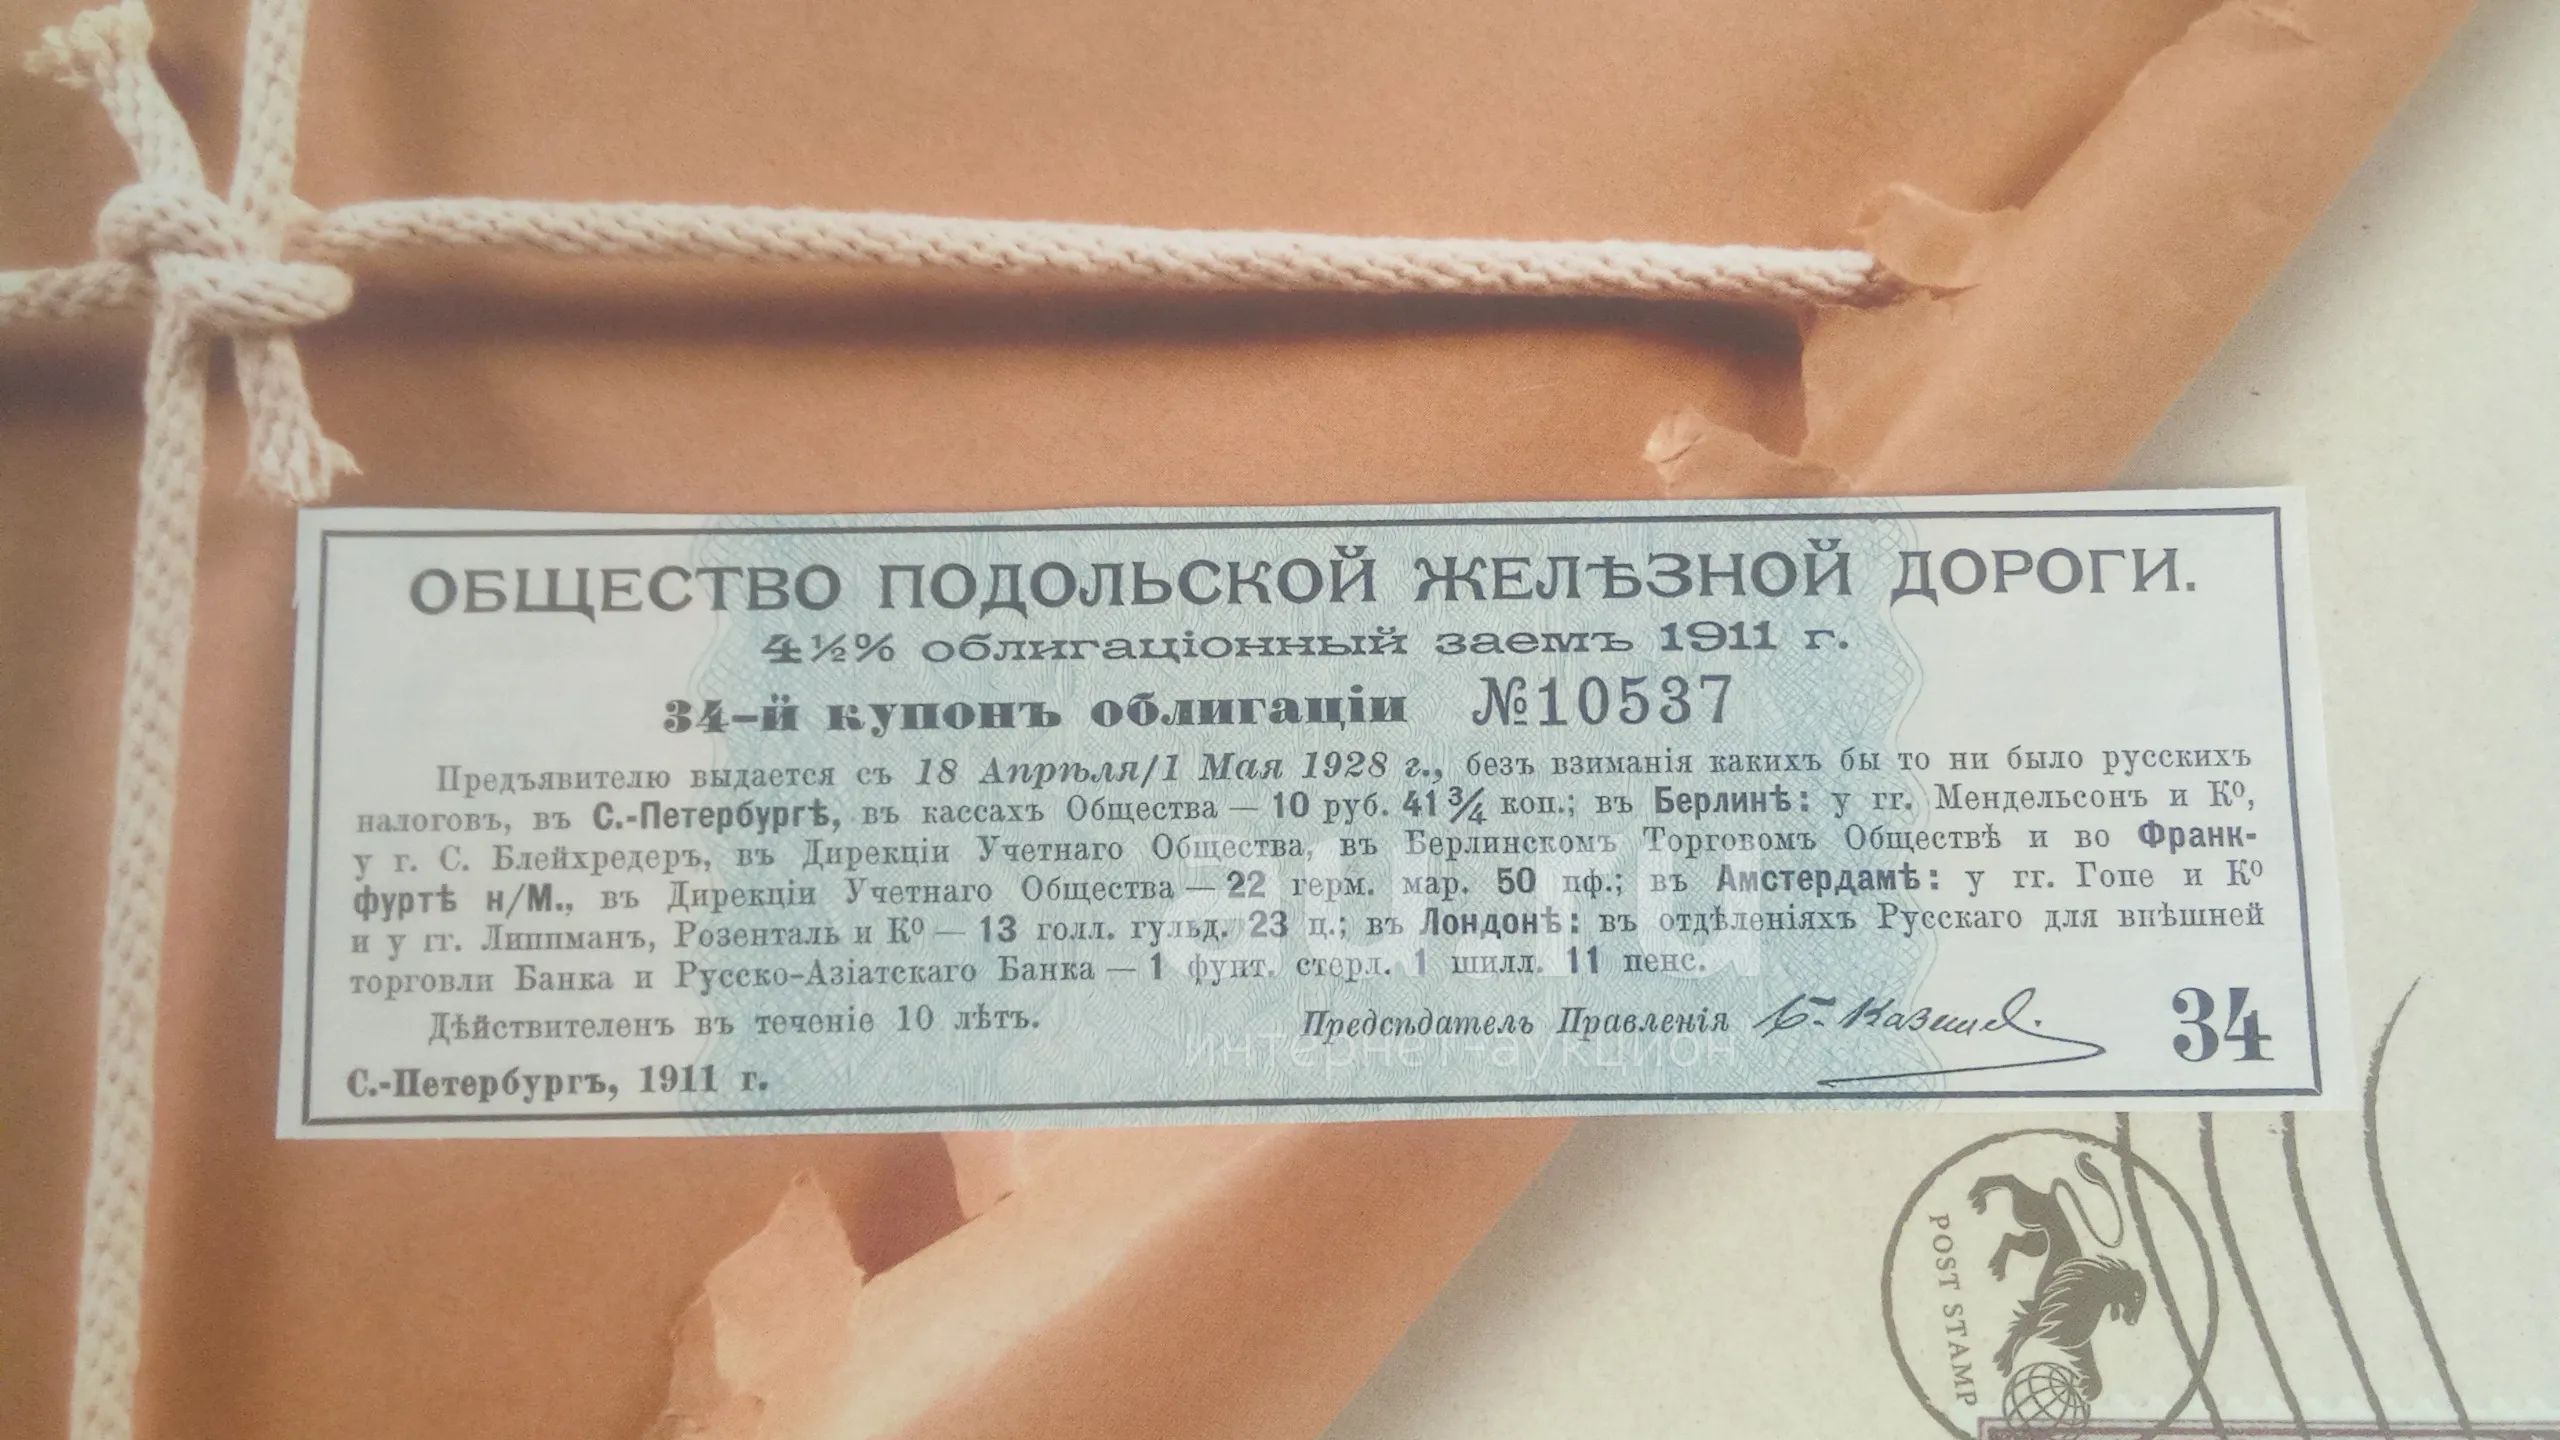 ОБЩЕСТВО ПОДОЛЬСКОЙ ЖЕЛѢЗНОЙ ДОРОГИ.
4½% облигаціонный заемъ 1911 г.
34-й купонъ облигаціи №10537
Предъявителю выдается съ 18 Апрѣля/1 Мая 1928 г., безъ взиманія какихъ бы то ни было русскихъ
налоговъ, въ С.-Петербургѣ, въ кассахъ Общества — 10 руб. 41 ¾ коп.; въ Берлинѣ: у гг. Мендельсонъ и Кº,
у г. С. Блейхредеръ, въ Дирекціи Учетнаго Общества, въ Берлинскомъ Торговомъ Обществѣ и во Франк-
фуртѣ н/М., въ Дирекціи Учетнаго Общества — 22 герм. мар. 50 пф.; въ Амстердамѣ: у гг. Гопе и Кº
и у гг. Липпманъ, Розенталь и Кº — 13 голл. гульд. 23 ц.; въ Лондонѣ: въ отдѣленіяхъ Русскаго для внѣшней
торговли Банка и Русско-Азіатскаго Банка — 1 фунт. стерл. 1 шилл. 11 пенс.
Дѣйствителенъ въ теченіе 10 лѣтъ.
Предсѣдатель Правленія
34
С.-Петербургъ, 1911 г.
интернет-аукцион
POST STAMP